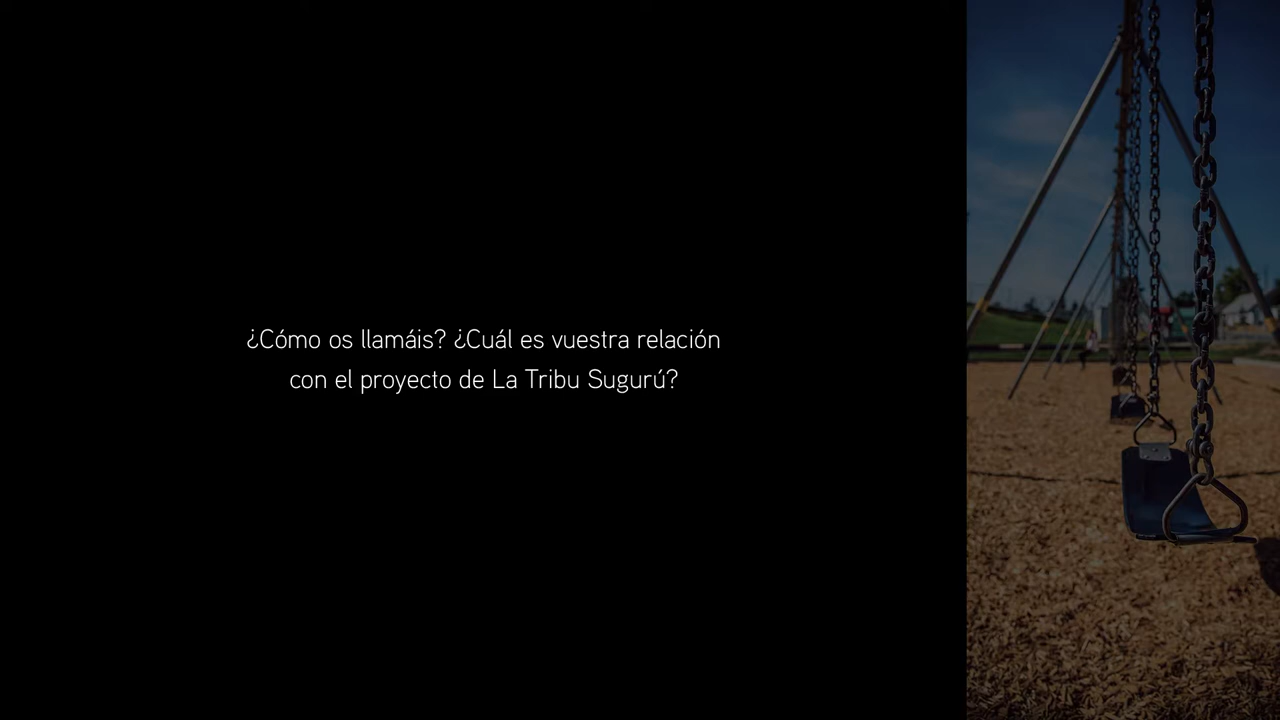 ¿Cómo os llamáis? ¿Cuál es vuestra relación
con el proyecto de La Tribu Sugurú?